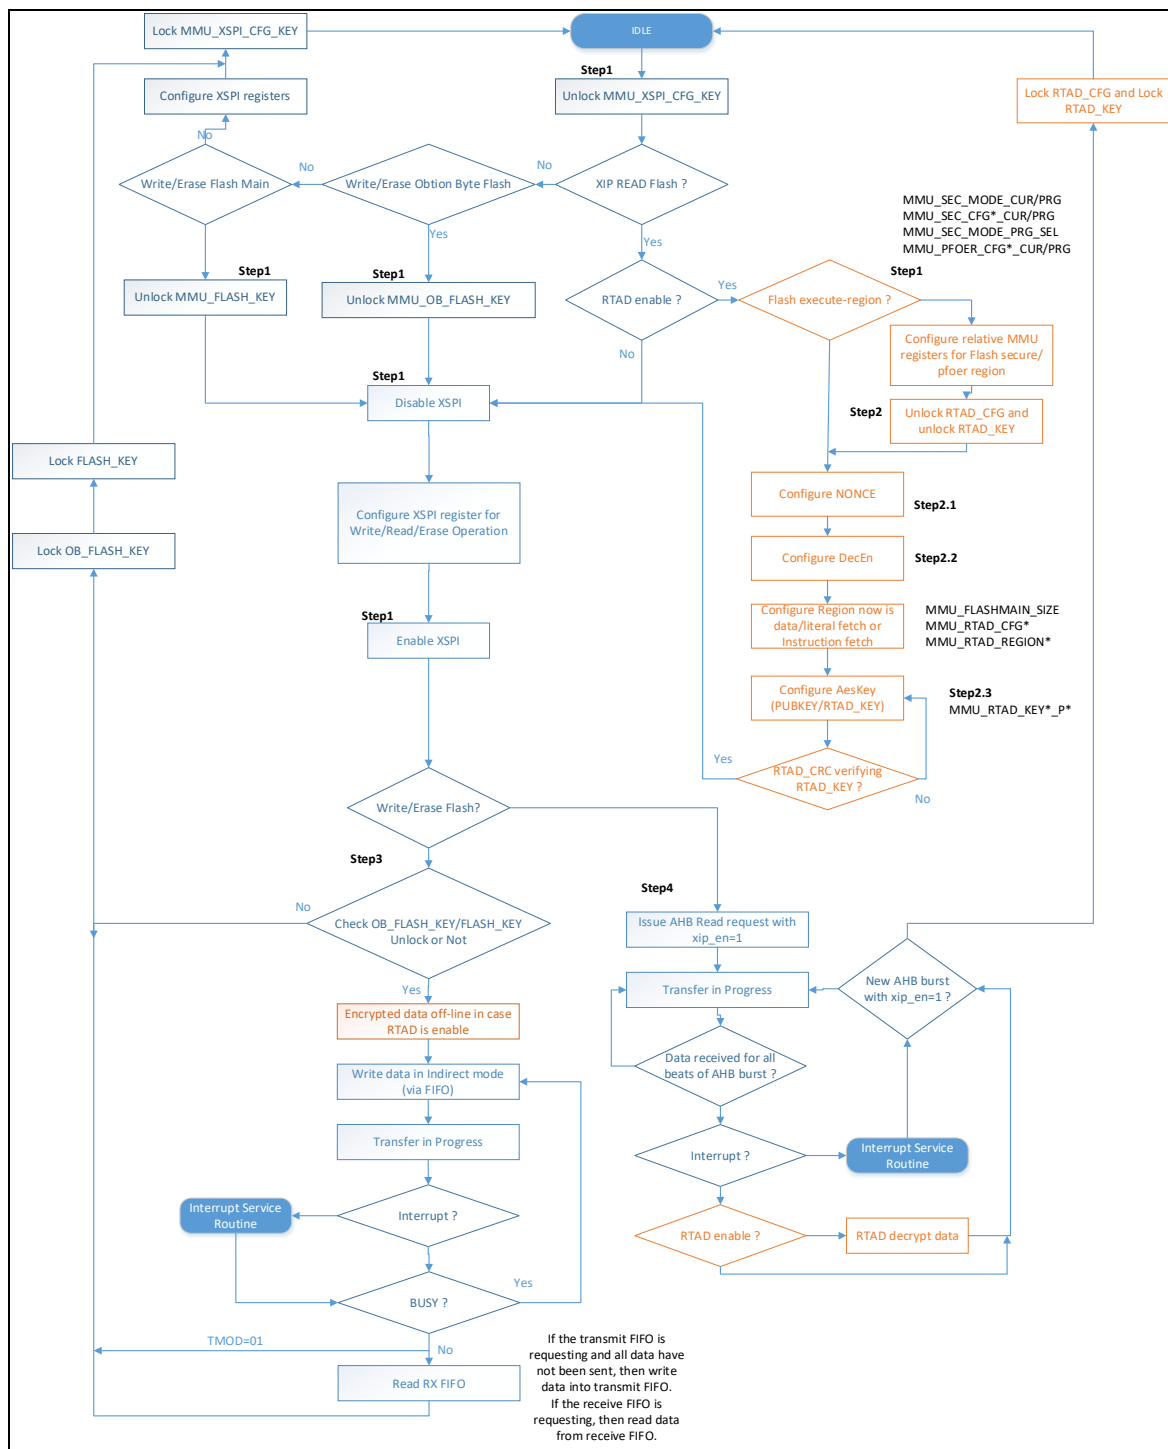 Lock MMU_XSPI_CFG_KEY
IDLE
Step1
Configure XSPI registers
Unlock MMU_XSPI_CFG_KEY
Lock RTAD_CFG and Lock
RTAD_KEY
No
No
No
Write/Erase Flash Main
Write/Erase Obtion Byte Flash
XIP READ Flash ?
MMU_SEC_MODE_CUR/PRG
MMU_SEC_CFG*_CUR/PRG
MMU_SEC_MODE_PRG_SEL
MMU_PFOER_CFG*_CUR/PRG
Yes
Yes
Step1
Step1
Step1
Unlock MMU_FLASH_KEY
Unlock MMU_OB_FLASH_KEY
RTAD enable ?
Yes
Flash execute-region ?
Configure relative MMU
registers for Flash secure/
pfoer region
No
Step1
Disable XSPI
Step2
Unlock RTAD_CFG and
unlock RTAD_KEY
Lock FLASH_KEY
Configure NONCE
Step2.1
Configure XSPI register for
Write/Read/Erase Operation
Lock OB_FLASH_KEY
Configure DecEn
Step2.2
Step1
Enable XSPI
Configure Region now is
data/literal fetch or
Instruction fetch
MMU_FLASHMAIN_SIZE
MMU_RTAD_CFG*
MMU_RTAD_REGION*
Configure AesKey
(PUBKEY/RTAD_KEY)
Step2.3
MMU_RTAD_KEY*_P*
Yes
RTAD_CRC verifying
RTAD_KEY ?
No
Write/Erase Flash?
Step3
Step4
No
Check OB_FLASH_KEY/FLASH_KEY
Unlock or Not
Issue AHB Read request with
xip_en=1
Yes
Transfer in Progress
New AHB burst
with xip_en=1 ?
Encrypted data off-line in case
RTAD is enable
Write data in Indirect mode
(via FIFO)
Data received for all
beats of AHB burst ?
Transfer in Progress
Interrupt ?
Interrupt Service
Routine
Interrupt Service
Routine
Interrupt ?
RTAD enable ?
RTAD decrypt data
Yes
BUSY ?
TMOD=01
No
Read RX FIFO
If the transmit FIFO is
requesting and all data have
not been sent, then write
data into transmit FIFO.
If the receive FIFO is
requesting, then read data
from receive FIFO.